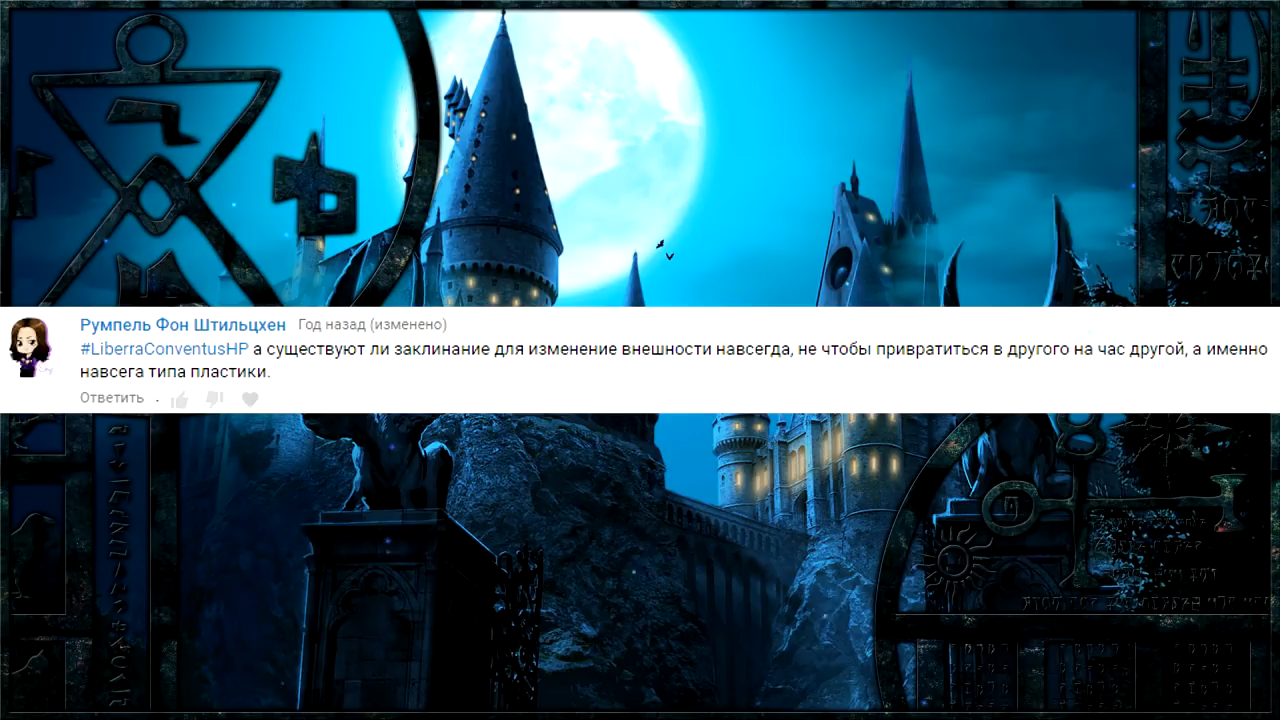 Румпель Фон Штильцхен Год назад (изменено)
#LiberraConventusHP а существуют ли заклинание для изменение внешности навсегда, не чтобы привратиться в другого на час другой, а именно
навсега типа пластики.
Ответить